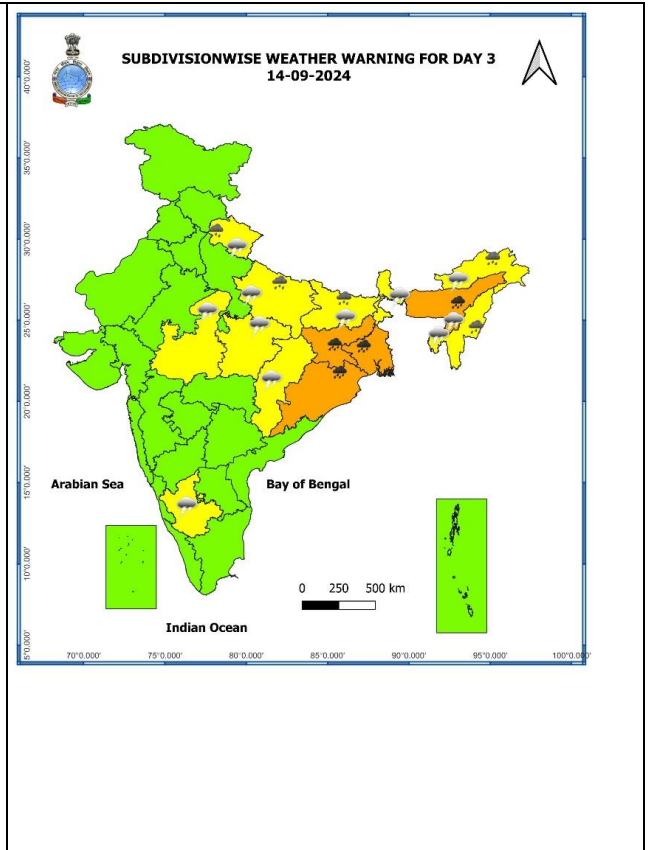 SUBDIVISIONWISE WEATHER WARNING FOR DAY 3
14-09-2024
40°0.000'
35°0.000'
30°0.000'
25°0.000'
20°0.000'
15°0.000'
10°0.000'
5°0.000'
Arabian Sea
Bay of Bengal
0 250 500 km
Indian Ocean
70°0.000' 75°0.000' 80°0.000' 85°0.000' 90°0.000' 95°0.000' 100°0.000'